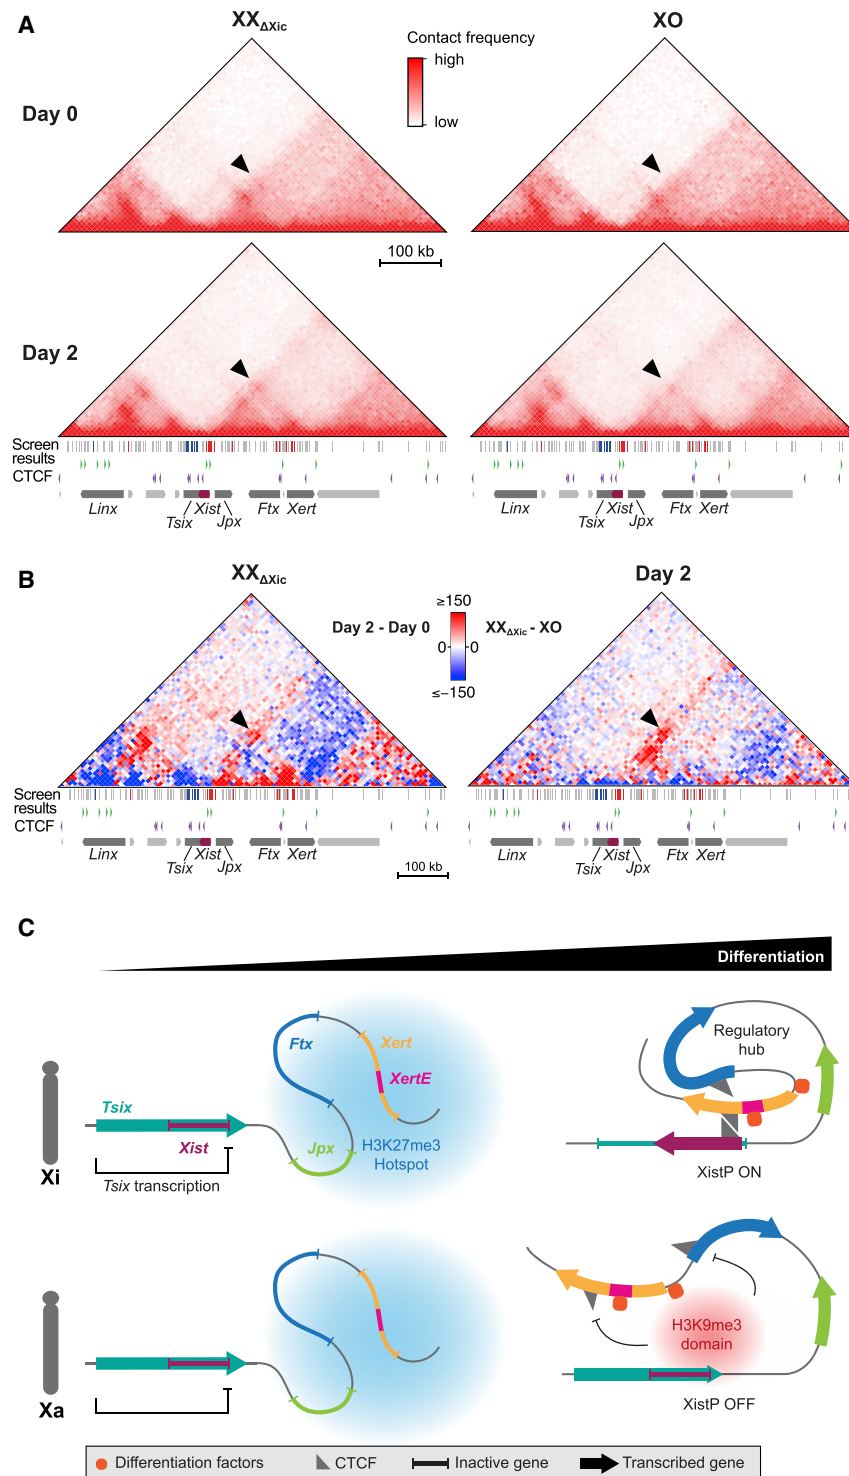 A
XXΔXic
XO
Contact frequency
high
low
Day 0
100 kb
Day 2
Screen results
CTCF
Linx
Tsix
Xist
Jpx
Ftx
Xert
Linx
Tsix
Xist
Jpx
Ftx
Xert
B
XXΔXic
Day 2
≥150
Day 2 - Day 0
XXΔXic - XO
0
0
≤−150
Screen results
CTCF
Linx
Tsix
Xist
Jpx
Ftx
Xert
100 kb
Linx
Tsix
Xist
Jpx
Ftx
Xert
C
Differentiation
Xi
Tsix
Xist
Tsix transcription
Ftx
Xert
XertE
Jpx
H3K27me3
Hotspot
Regulatory
hub
XistP ON
Xa
H3K9me3
domain
XistP OFF
Differentiation factors
CTCF
Inactive gene
Transcribed gene